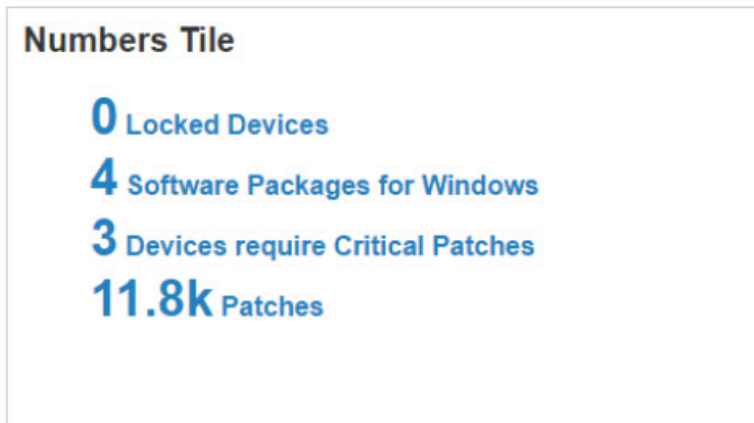 Numbers Tile
0 Locked Devices
4 Software Packages for Windows
3 Devices require Critical Patches
11.8k Patches